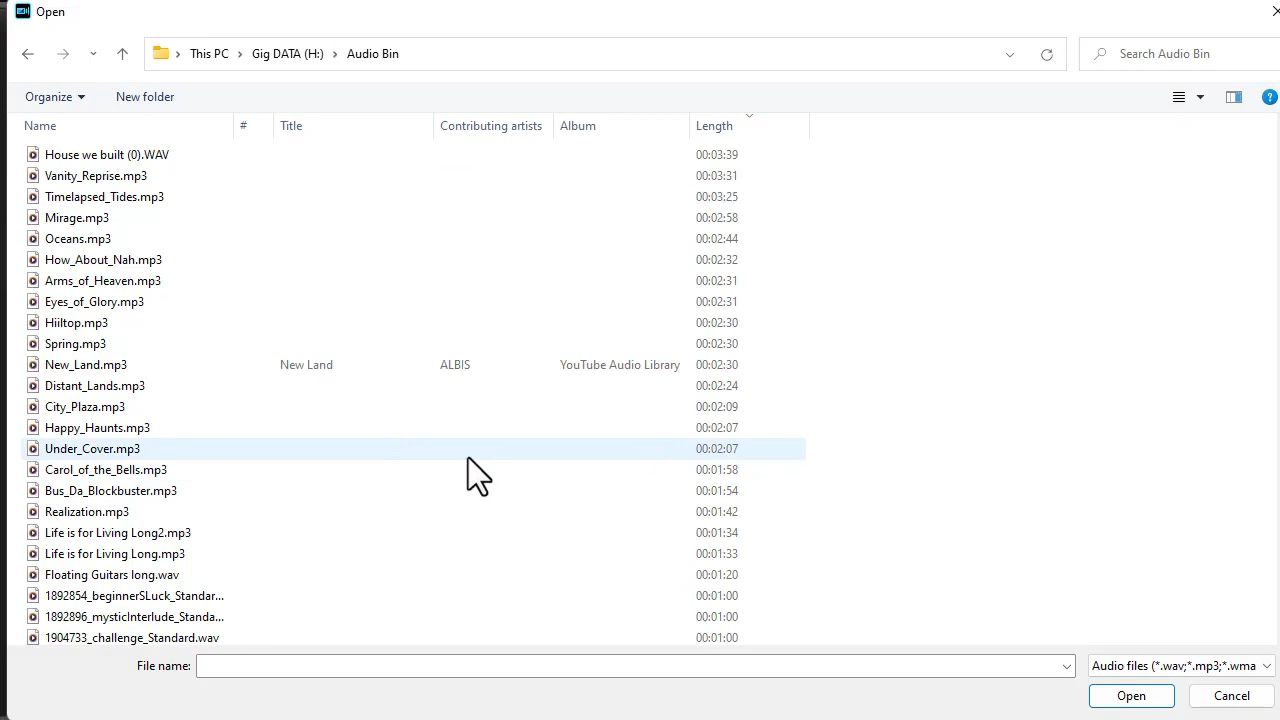 Open
This PC > Gig DATA (H:) > Audio Bin
Search Audio Bin
Organize New folder
Name # Title Contributing artists Album Length
House we built (0).WAV 00:03:39
Vanity_Reprise.mp3 00:03:31
Timelapsed_Tides.mp3 00:03:25
Mirage.mp3 00:02:58
Oceans.mp3 00:02:44
How_About_Nah.mp3 00:02:32
Arms_of_Heaven.mp3 00:02:31
Eyes_of_Glory.mp3 00:02:31
Hiiltop.mp3 00:02:30
Spring.mp3 00:02:30
New_Land.mp3 New Land ALBIS YouTube Audio Library 00:02:30
Distant_Lands.mp3 00:02:24
City_Plaza.mp3 00:02:09
Happy_Haunts.mp3 00:02:07
Under_Cover.mp3 00:02:07
Carol_of_the_Bells.mp3 00:01:58
Bus_Da_Blockbuster.mp3 00:01:54
Realization.mp3 00:01:42
Life is for Living Long2.mp3 00:01:34
Life is for Living Long.mp3 00:01:33
Floating Guitars long.wav 00:01:20
1892854_beginnerSLuck_Standar... 00:01:00
1892896_mysticInterlude_Standa... 00:01:00
1904733_challenge_Standard.wav 00:01:00
File name: Audio files (*.wav;*.mp3;*.wma
Open Cancel